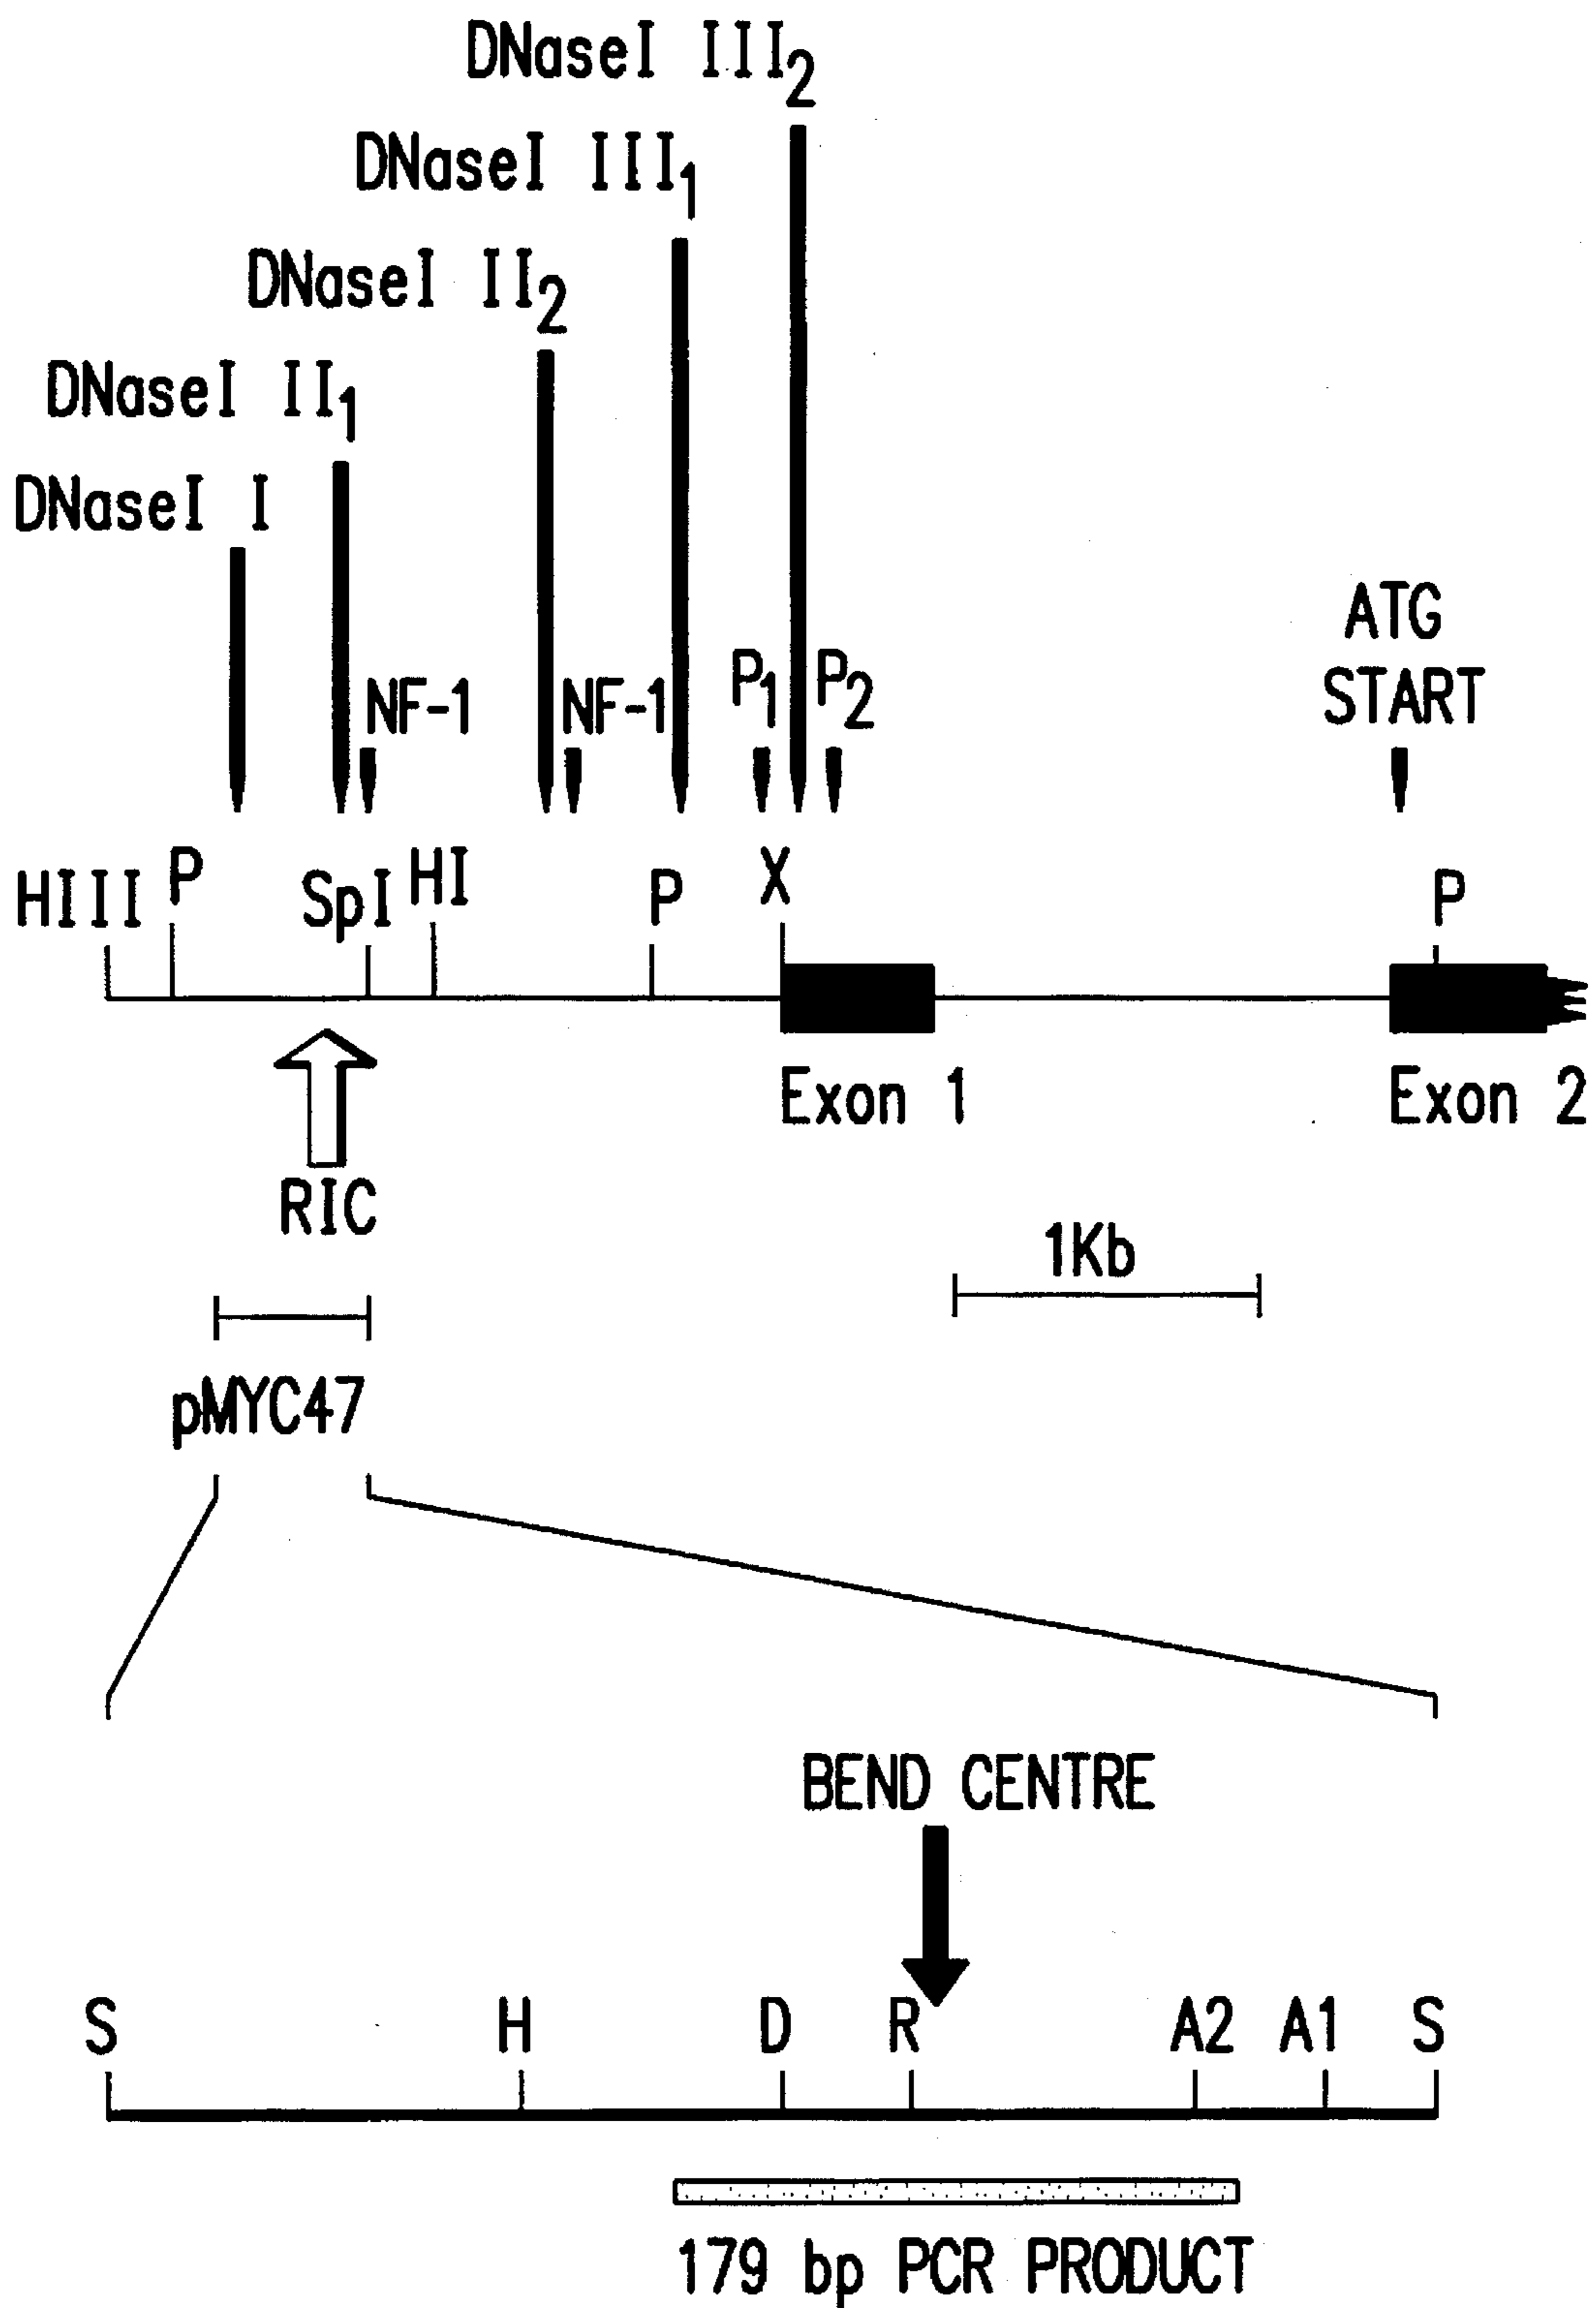 DNaseI III2
DNaseI III1
DNaseI II2
DNaseI II1
DNaseI I
ATG
START
NF-1 NF-1 P1 P2
HIII P SpI HI P X P
Exon 1 Exon 2
RIC
1Kb
pMYC47
BEND CENTRE
S H D R A2 A1 S
179 bp PCR PRODUCT